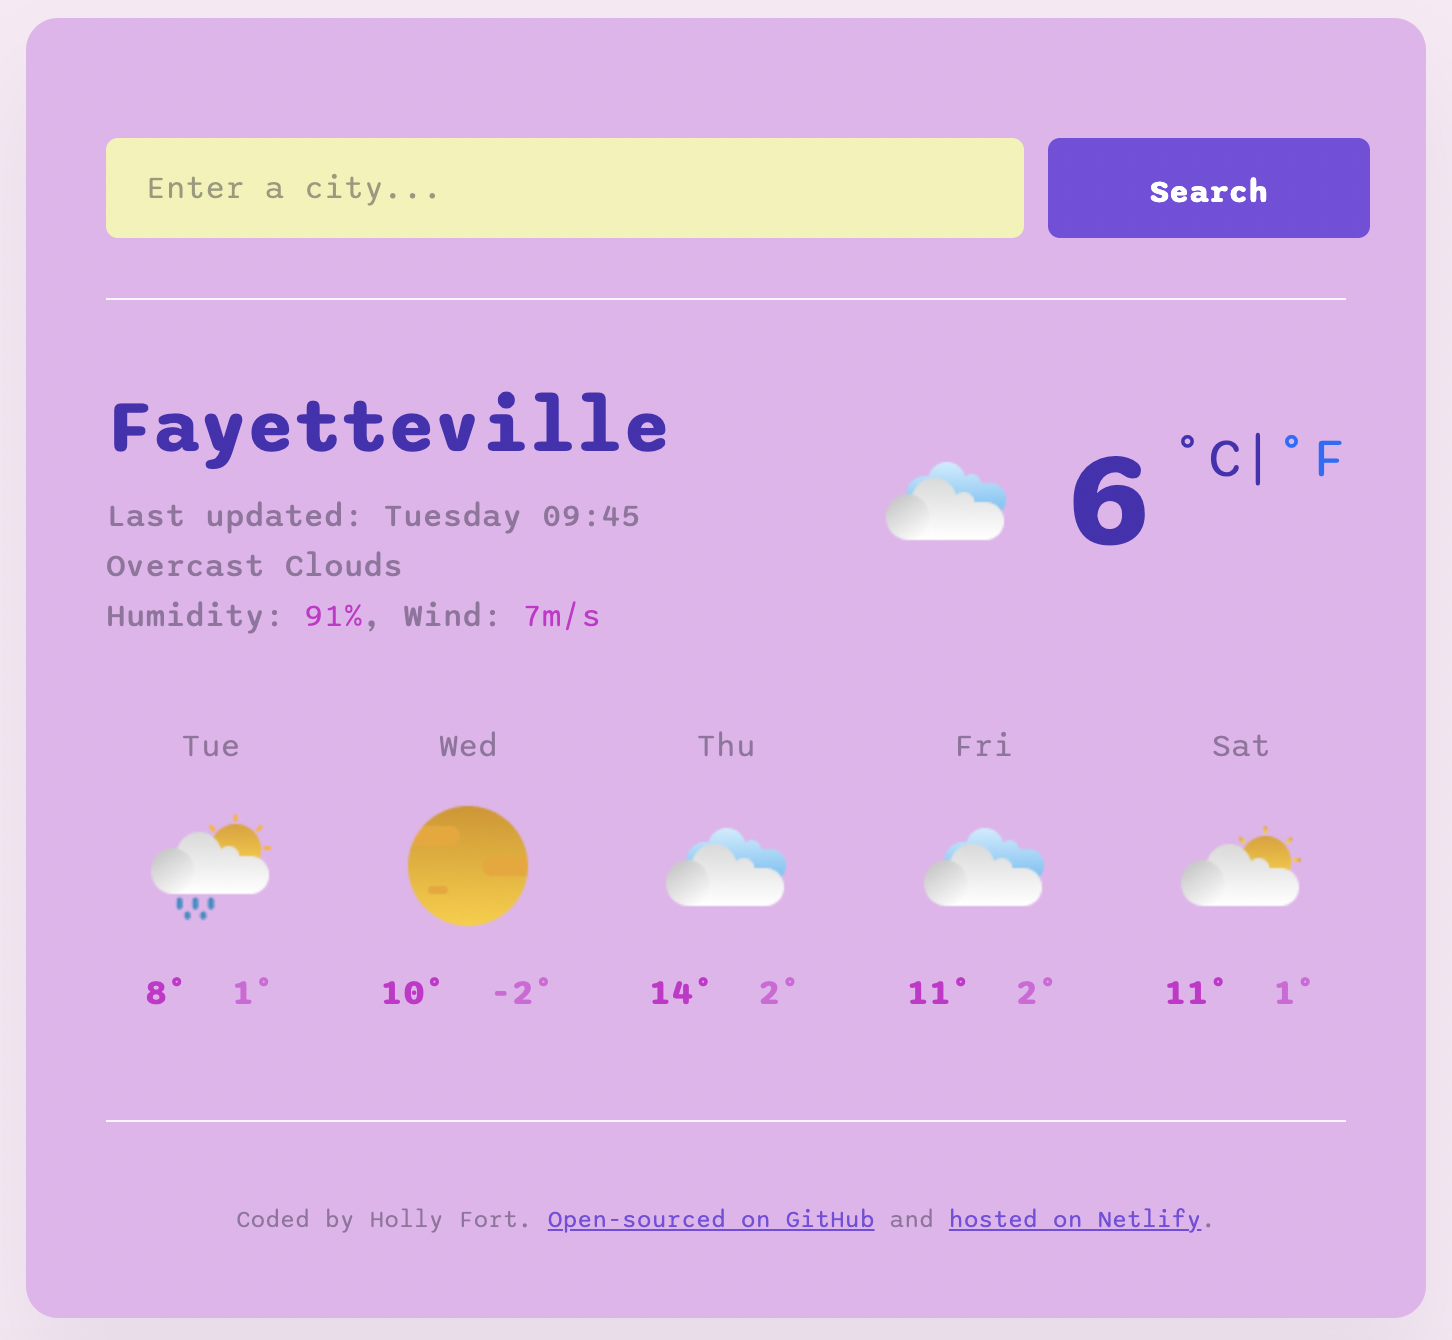 Enter a city...
Search
Fayetteville
Last updated: Tuesday 09:45
Overcast Clouds
Humidity: 91%, Wind: 7m/s
6 °C|°F
Tue Wed Thu Fri Sat
8° 1° 10° -2° 14° 2° 11° 2° 11° 1°
Coded by Holly Fort. Open-sourced on GitHub and hosted on Netlify.